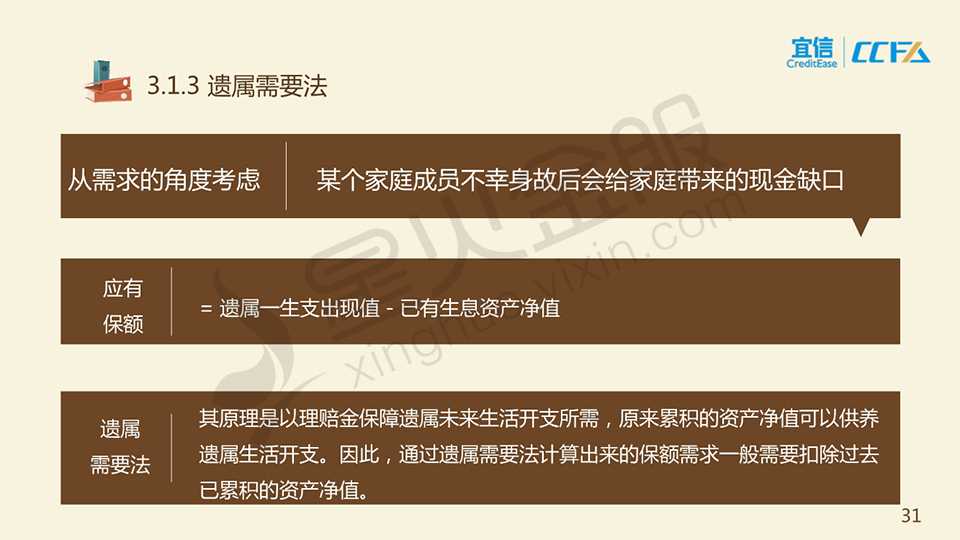 宜信
CreditEase
CCFA
3.1.3 遗属需要法
从需求的角度考虑
某个家庭成员不幸身故后会给家庭带来的现金缺口
应有
保额
= 遗属一生支出现值 - 已有生息资产净值
遗属
需要法
其原理是以理赔金保障遗属未来生活开支所需，原来累积的资产净值可以供养
遗属生活开支。因此，通过遗属需要法计算出来的保额需求一般需要扣除过去
已累积的资产净值。
星火金服
xinghuo.yixin.com
31